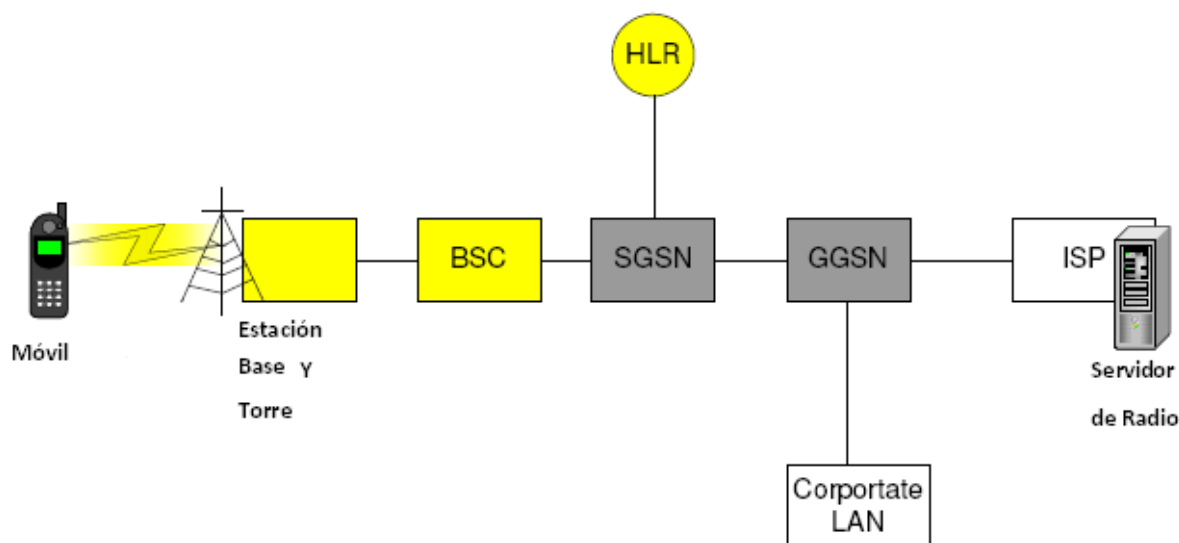 HLR
BSC
SGSN
GGSN
ISP
Móvil
Estación
Base y
Torre
Servidor
de Radio
Corportate
LAN